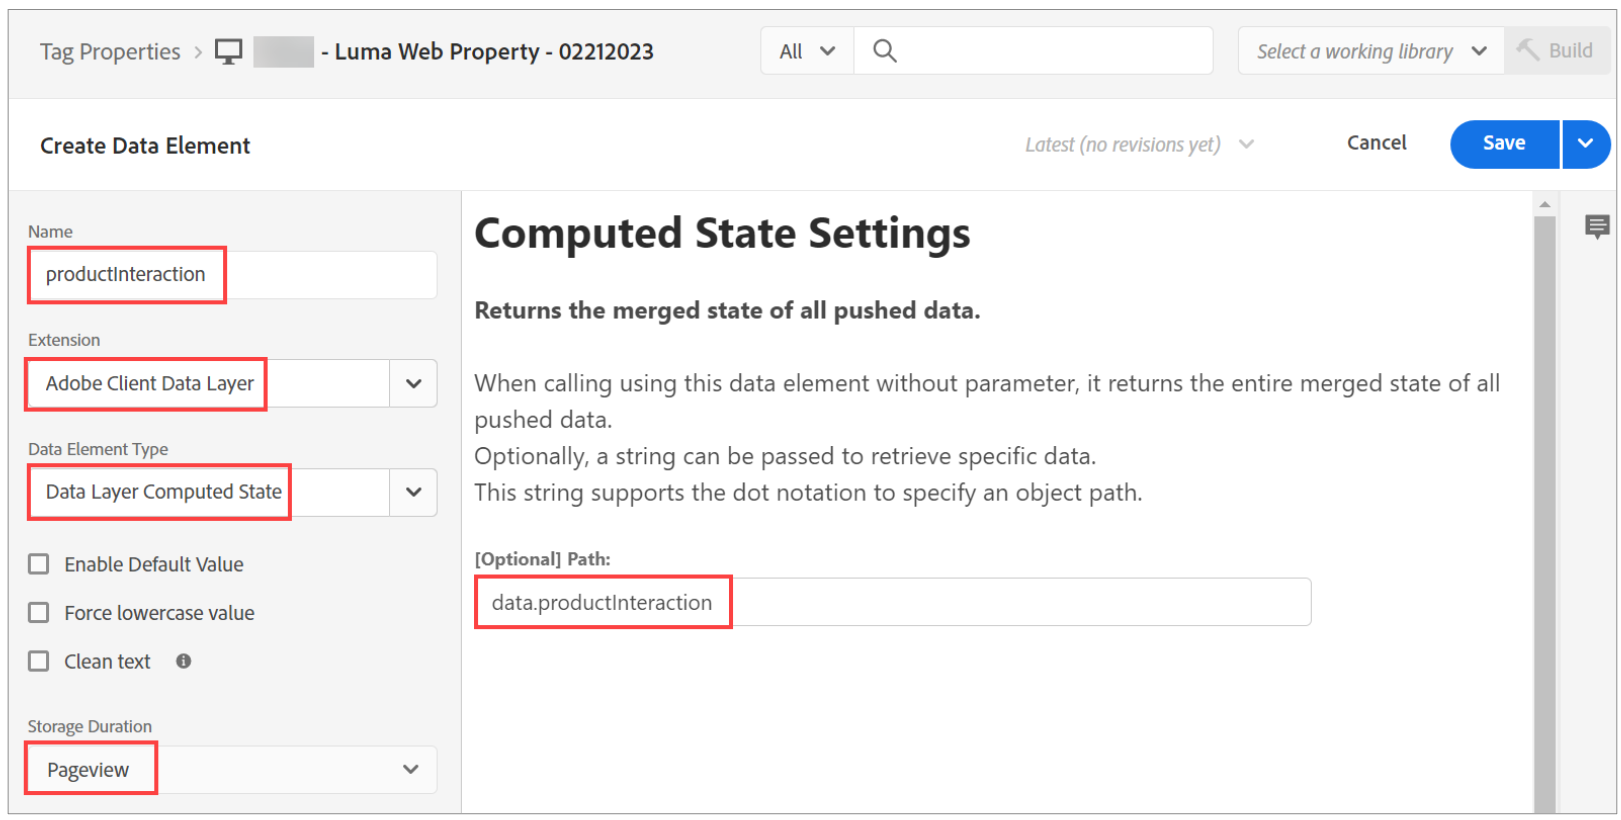 Tag Properties > - Luma Web Property - 02212023
All
Select a working library
Build
Create Data Element
Latest (no revisions yet)
Cancel
Save
Name
productInteraction
Extension
Adobe Client Data Layer
Data Element Type
Data Layer Computed State
Enable Default Value
Force lowercase value
Clean text
Storage Duration
Pageview
Computed State Settings
Returns the merged state of all pushed data.
When calling using this data element without parameter, it returns the entire merged state of all
pushed data.
Optionally, a string can be passed to retrieve specific data.
This string supports the dot notation to specify an object path.
[Optional] Path:
data.productInteraction